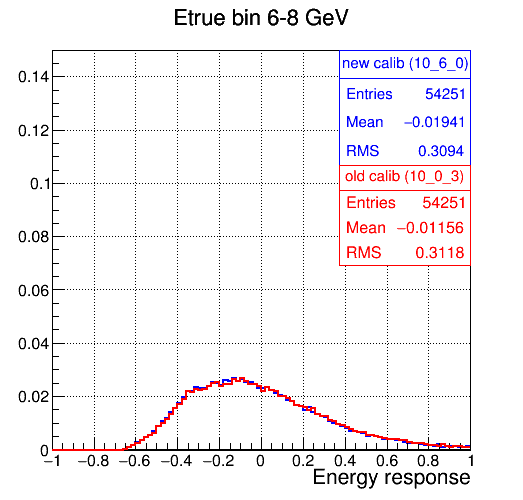 Etrue bin 6-8 GeV
new calib (10_6_0)
Entries 54251
Mean −0.01941
RMS 0.3094
old calib (10_0_3)
Entries 54251
Mean −0.01156
RMS 0.3118
0.14
0.12
0.1
0.08
0.06
0.04
0.02
0
−1 −0.8 −0.6 −0.4 −0.2 0 0.2 0.4 0.6 0.8 1
Energy response